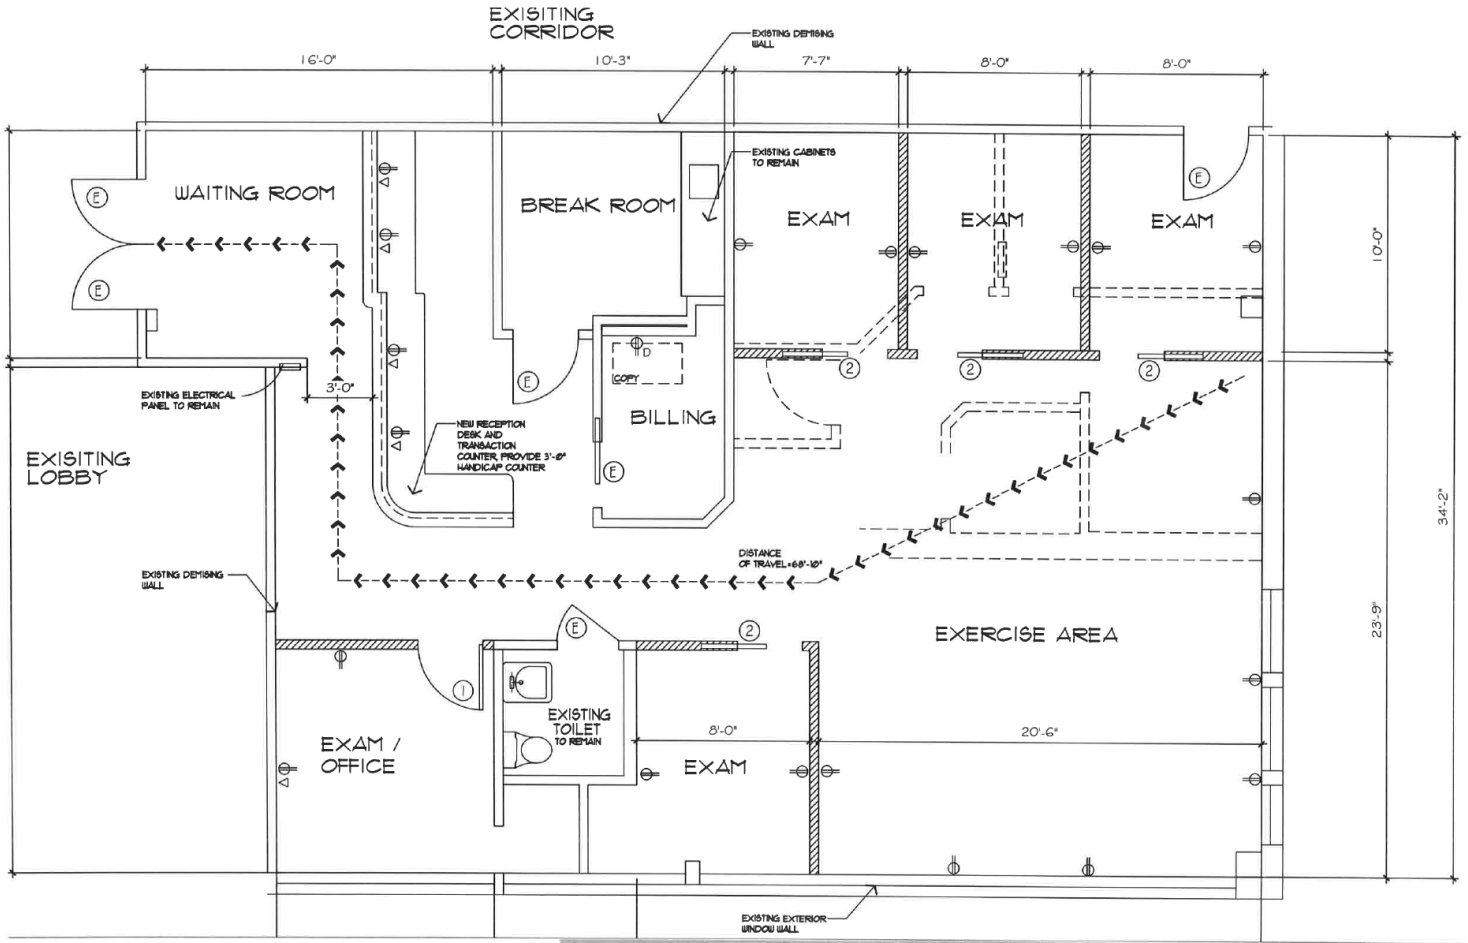 EXISITING
CORRIDOR
EXISTING DEMISING
WALL
16'-0"
10'-3"
7'-7"
8'-0"
8'-0"
EXISTING CABINETS
TO REMAIN
E
WAITING ROOM
BREAK ROOM
EXAM
EXAM
EXAM
E
10'-0"
E
D
COPY
2
2
2
E
3'-0"
EXISTING ELECTRICAL
PANEL TO REMAIN
BILLING
NEW RECEPTION
DESK AND
TRANSACTION
COUNTER, PROVIDE 3'-0"
HANDICAP COUNTER
EXISITING
LOBBY
E
34'-2"
DISTANCE
OF TRAVEL=68'-10"
EXISTING DEMISING
WALL
E
2
EXERCISE AREA
23'-9"
1
EXISTING
TOILET
TO REMAIN
8'-0"
20'-6"
EXAM /
OFFICE
EXAM
EXISTING EXTERIOR
WINDOW WALL